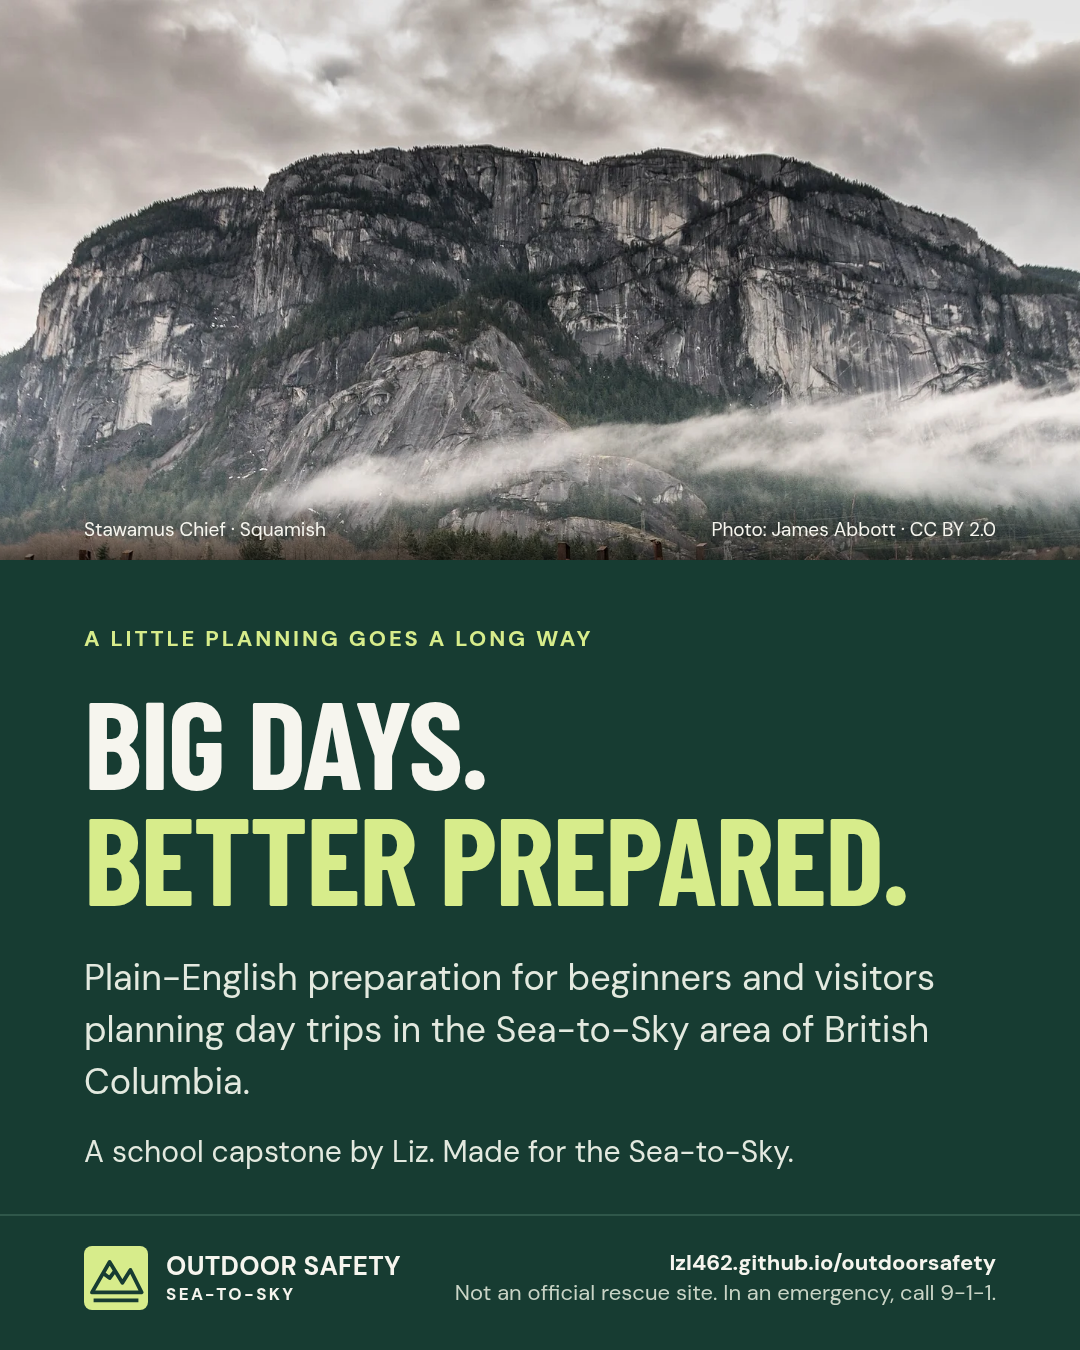 Stawamus Chief · Squamish
Photo: James Abbott · CC BY 2.0
A LITTLE PLANNING GOES A LONG WAY
BIG DAYS.
BETTER PREPARED.
Plain-English preparation for beginners and visitors
planning day trips in the Sea-to-Sky area of British
Columbia.
A school capstone by Liz. Made for the Sea-to-Sky.
OUTDOOR SAFETY
SEA-TO-SKY
lzl462.github.io/outdoorsafety
Not an official rescue site. In an emergency, call 9-1-1.